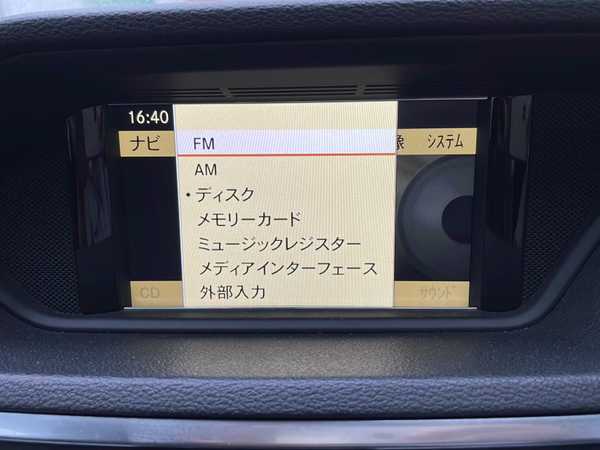 16:40
ナビ
象 システム
FM
AM
・ディスク
メモリーカード
ミュージックレジスター
メディアインターフェース
外部入力
CD
サウンド